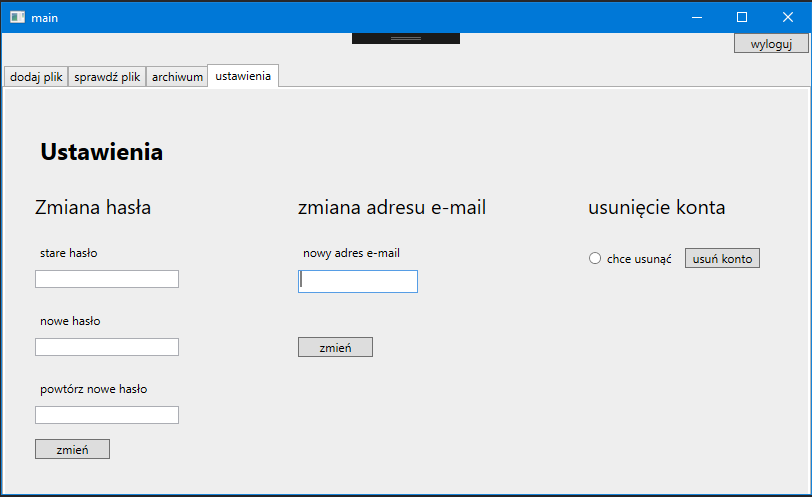 main
wyloguj
dodaj plik sprawdź plik archiwum ustawienia
Ustawienia
Zmiana hasła
stare hasło
nowe hasło
powtórz nowe hasło
zmień
zmiana adresu e-mail
nowy adres e-mail
zmień
usunięcie konta
chce usunąć usuń konto